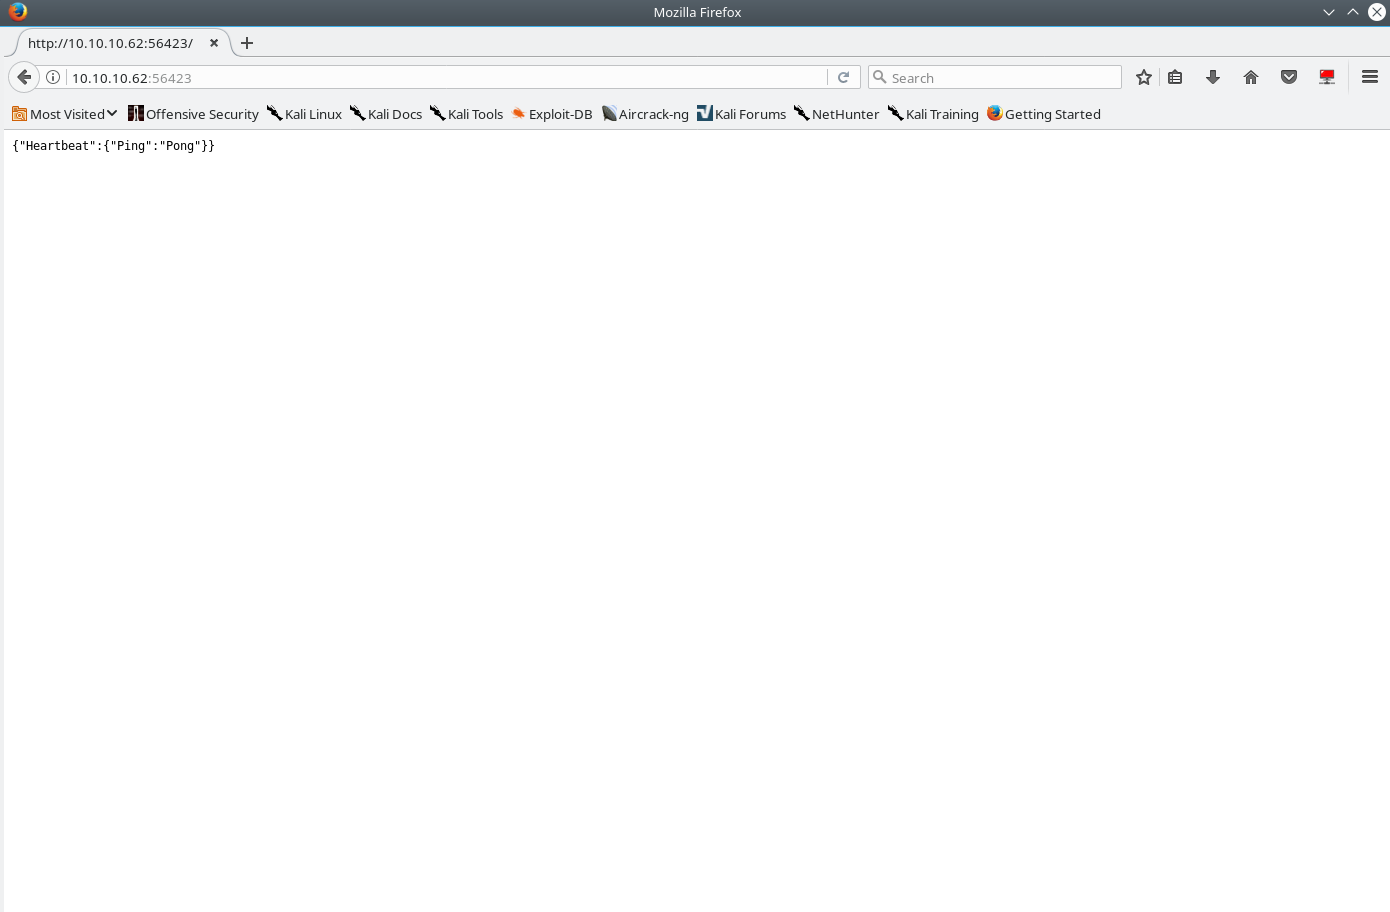 Mozilla Firefox
http://10.10.10.62:56423/
10.10.10.62:56423 Search
Most Visited Offensive Security Kali Linux Kali Docs Kali Tools Exploit-DB Aircrack-ng Kali Forums NetHunter Kali Training Getting Started
{"Heartbeat":{"Ping":"Pong"}}